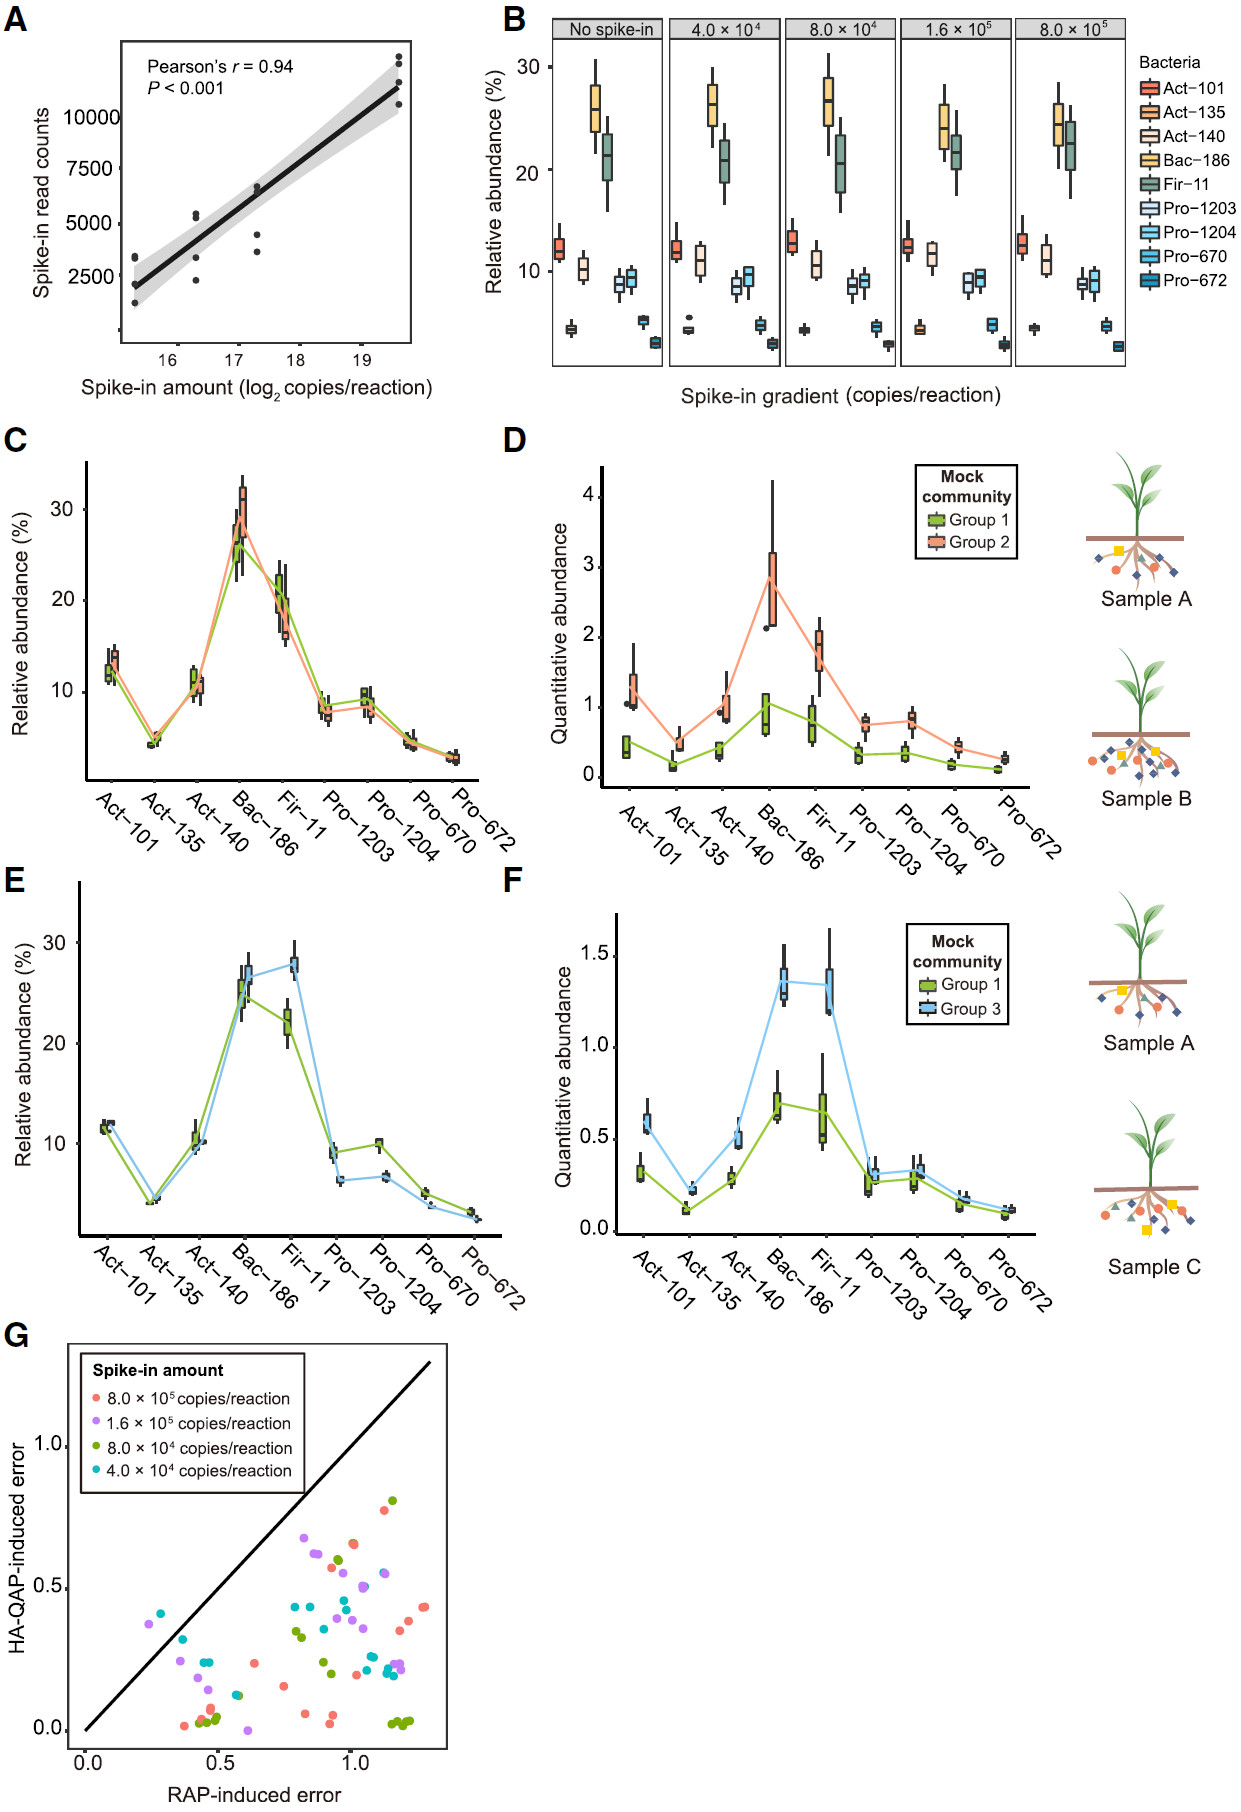 A
Pearson's r = 0.94
P < 0.001
Spike-in read counts
10000
7500
5000
2500
16 17 18 19
Spike-in amount (log2 copies/reaction)
B
No spike-in
4.0 × 10⁴
8.0 × 10⁴
1.6 × 10⁵
8.0 × 10⁵
Relative abundance (%)
30
20
10
Spike-in gradient (copies/reaction)
Bacteria
Act−101
Act−135
Act−140
Bac−186
Fir−11
Pro−1203
Pro−1204
Pro−670
Pro−672
C
Relative abundance (%)
30
20
10
Act−101
Act−135
Act−140
Bac−186
Fir−11
Pro−1203
Pro−1204
Pro−670
Pro−672
D
Quantitative abundance
4
3
2
1
0
Mock
community
Group 1
Group 2
Act−101
Act−135
Act−140
Bac−186
Fir−11
Pro−1203
Pro−1204
Pro−670
Pro−672
Sample A
Sample B
E
Relative abundance (%)
30
20
10
Act−101
Act−135
Act−140
Bac−186
Fir−11
Pro−1203
Pro−1204
Pro−670
Pro−672
F
Quantitative abundance
1.5
1.0
0.5
0.0
Mock
community
Group 1
Group 3
Act−101
Act−135
Act−140
Bac−186
Fir−11
Pro−1203
Pro−1204
Pro−670
Pro−672
Sample A
Sample C
G
Spike-in amount
8.0 × 10⁵ copies/reaction
1.6 × 10⁵ copies/reaction
8.0 × 10⁴ copies/reaction
4.0 × 10⁴ copies/reaction
HA-QAP-induced error
1.0
0.5
0.0
0.0 0.5 1.0
RAP-induced error